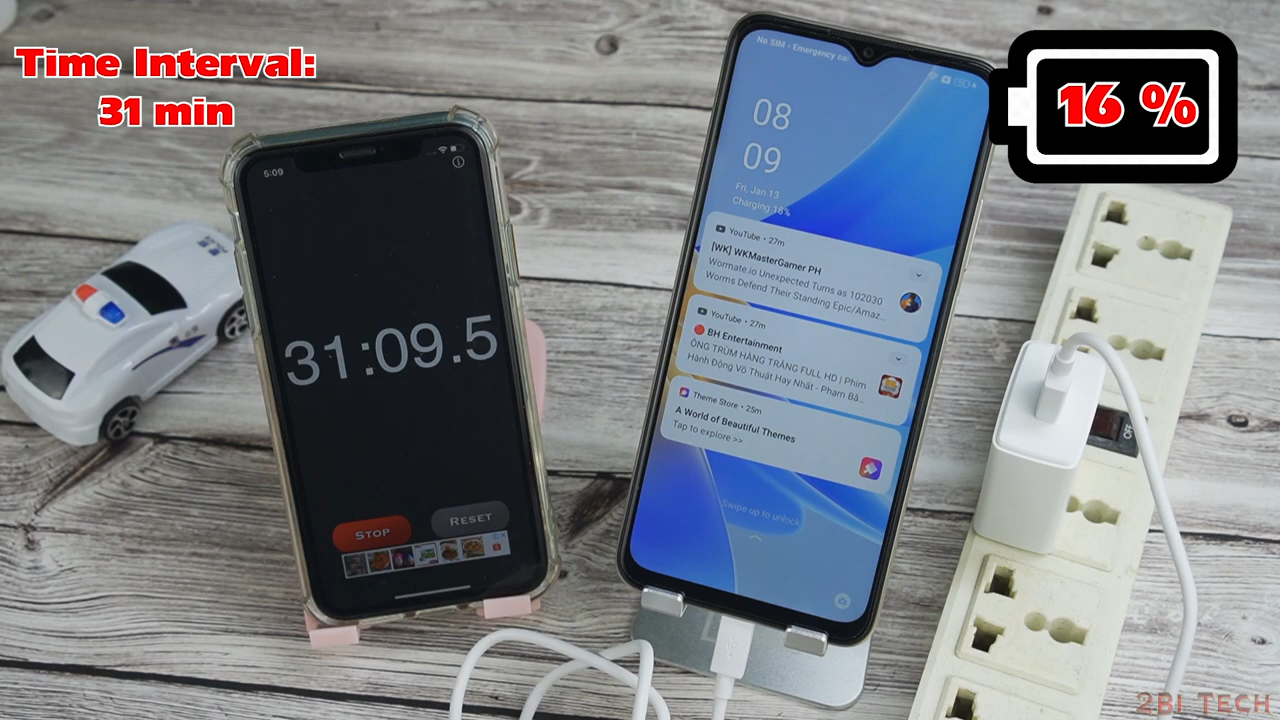 Time Interval:
31 min
16 %
5:09
31:09.5
STOP
RESET
No SIM - Emergency ca
08
09
Fri, Jan 13
Charging 18%
YouTube • 27m
[WK] WKMasterGamer PH
Wormate.io Unexpected Turns as 102030
Worms Defend Their Standing Epic/Amaz...
YouTube • 27m
🔴 BH Entertainment
ÔNG TRÙM HÀNG TRẮNG FULL HD | Phim
Hành Động Võ Thuật Hay Nhất - Phạm Bă...
Theme Store • 25m
A World of Beautiful Themes
Tap to explore >>
Swipe up to unlock
OFF
2BI TECH